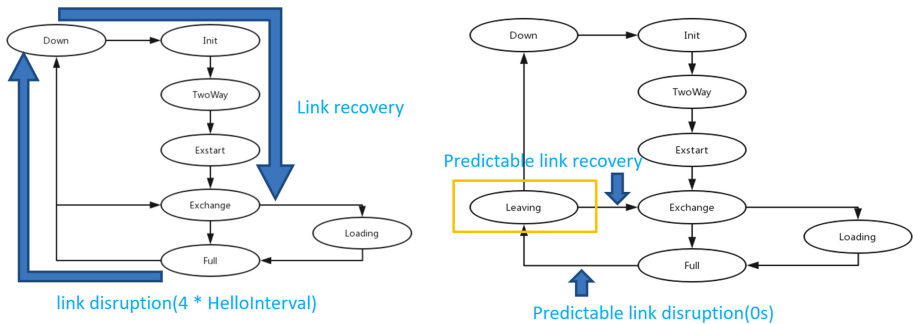 Down
Init
TwoWay
Link recovery
Exstart
Exchange
Loading
Full
link disruption(4 * HelloInterval)
Down
Init
TwoWay
Exstart
Predictable link recovery
Leaving
Exchange
Loading
Full
Predictable link disruption(0s)